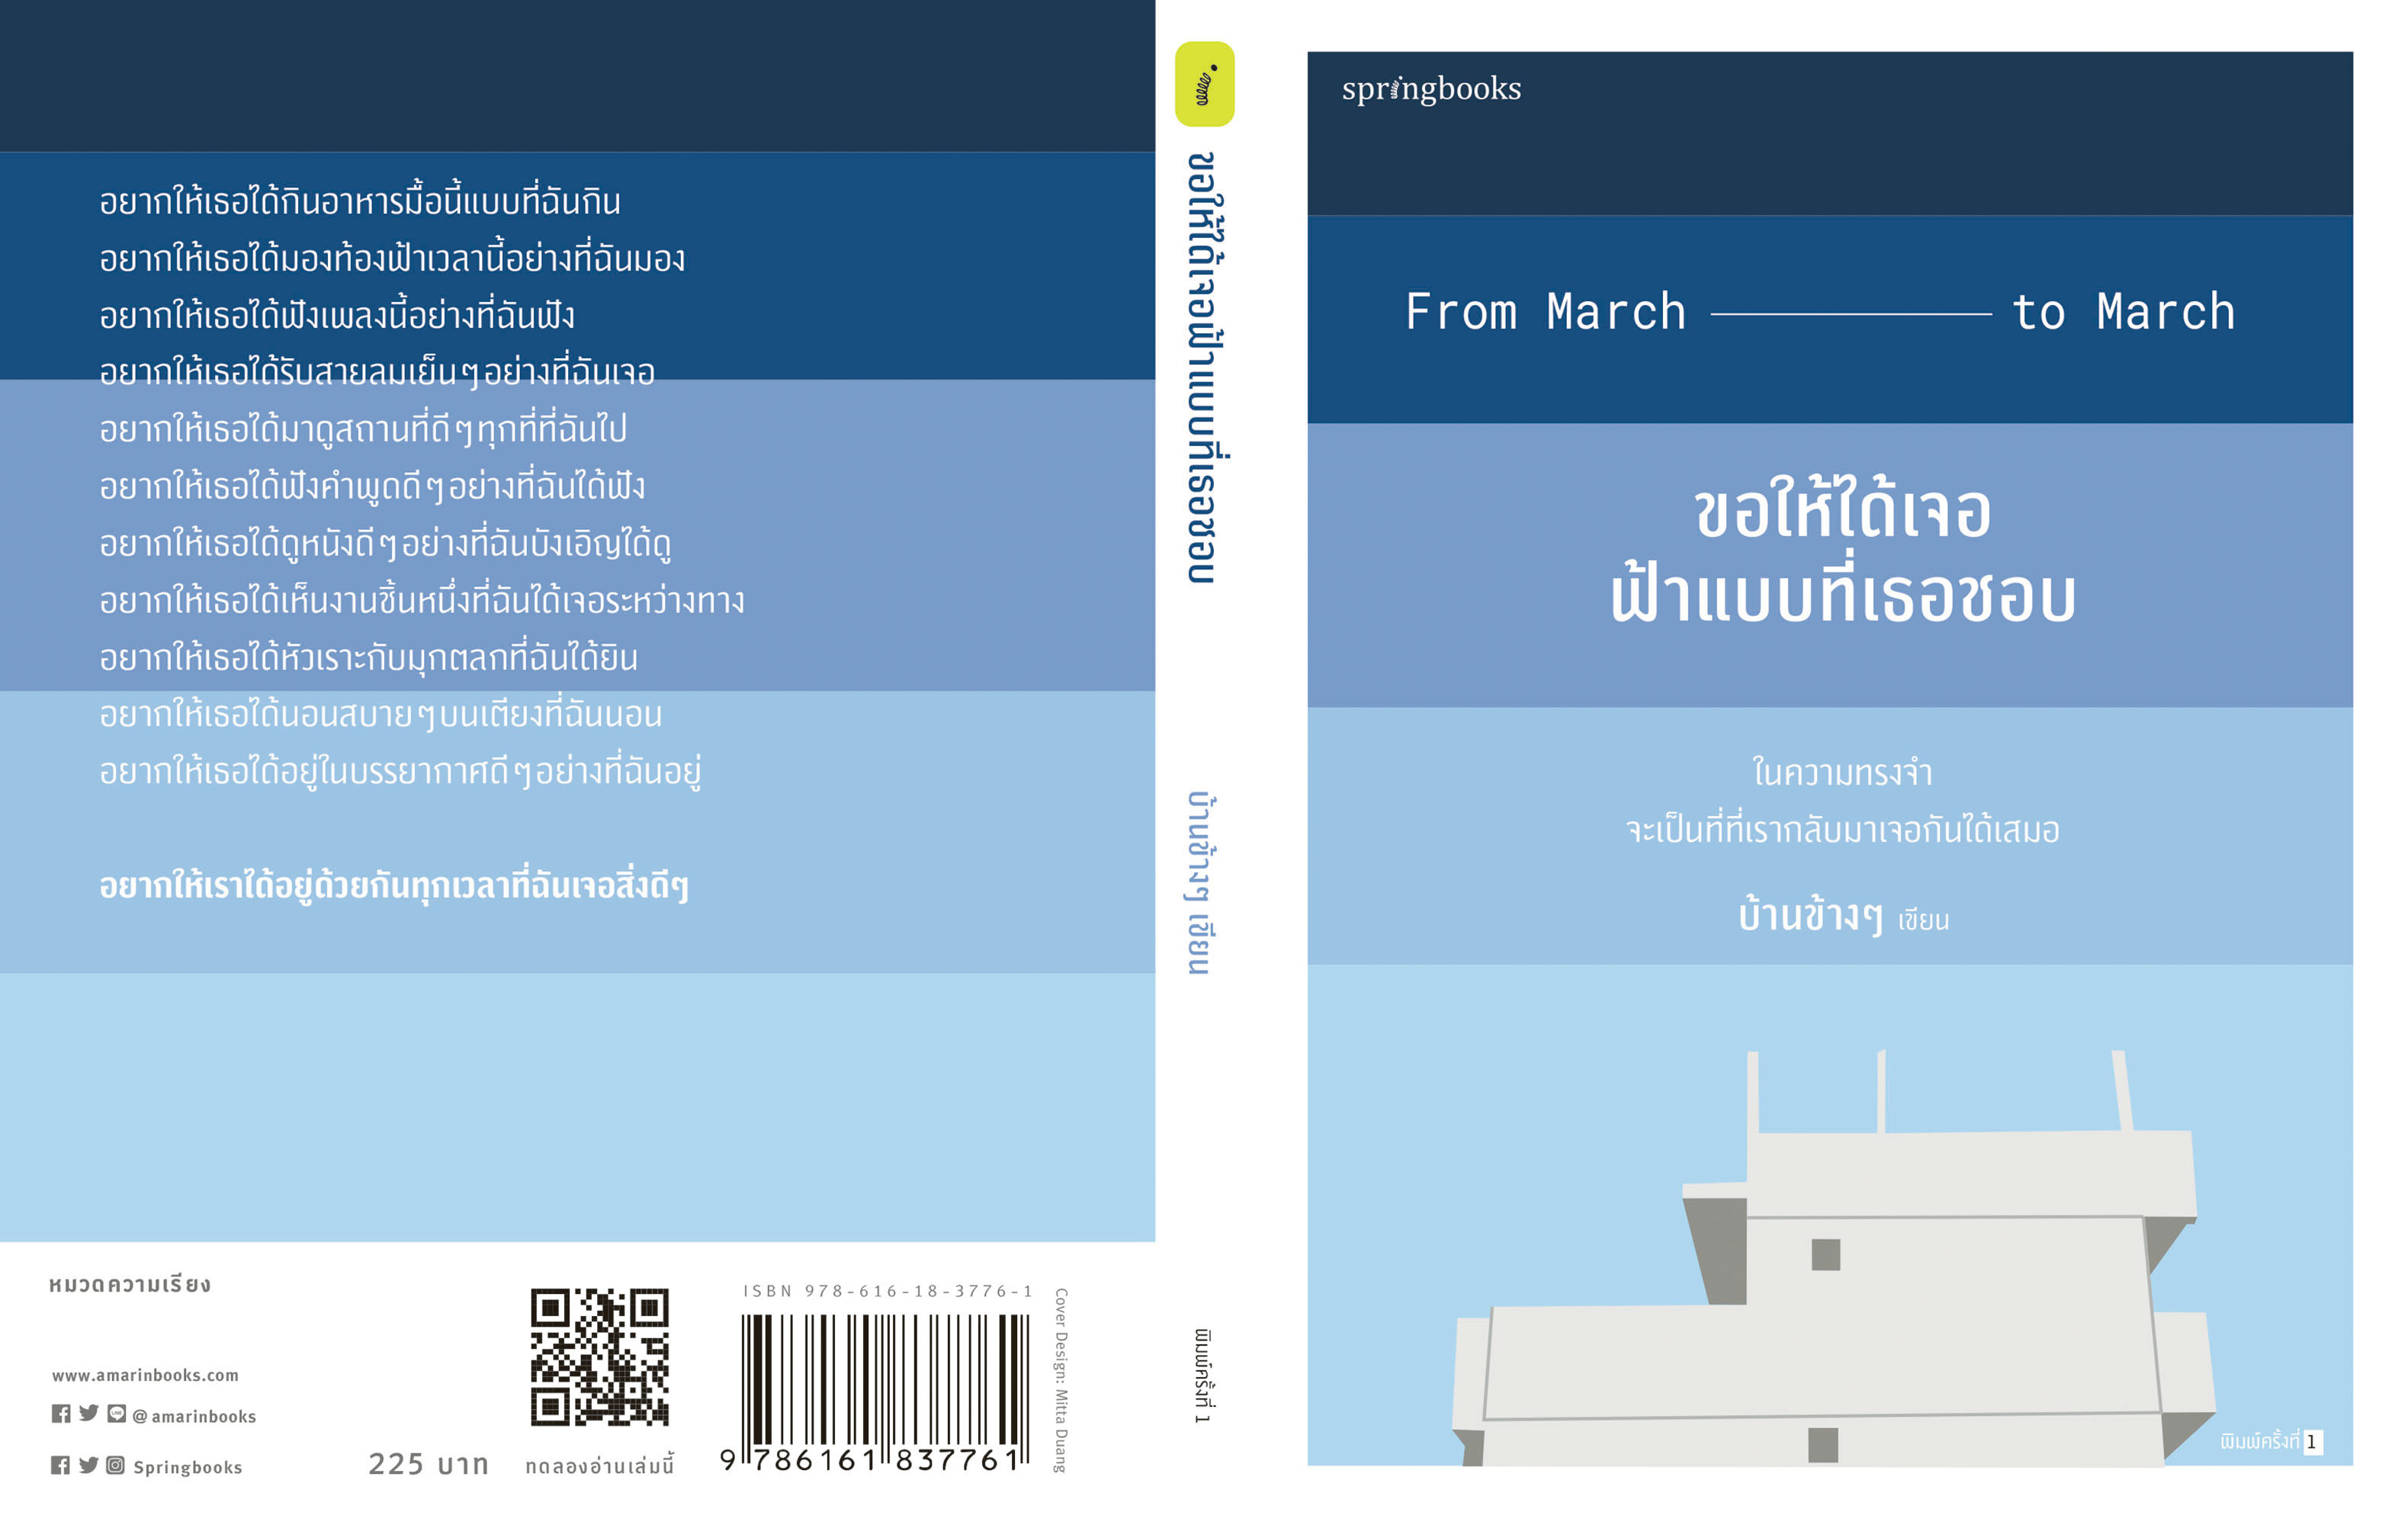 อยากให้เธอได้กินอาหารมื้อนี้แบบที่ฉันกิน
อยากให้เธอได้มองท้องฟ้าเวลานี้อย่างที่ฉันมอง
อยากให้เธอได้ฟังเพลงนี้อย่างที่ฉันฟัง
อยากให้เธอได้รับสายลมเย็นๆ อย่างที่ฉันเจอ
อยากให้เธอได้มาดูสถานที่ดีๆ ทุกที่ที่ฉันไป
อยากให้เธอได้ฟังคำพูดดีๆ อย่างที่ฉันได้ฟัง
อยากให้เธอได้ดูหนังดีๆ อย่างที่ฉันบังเอิญได้ดู
อยากให้เธอได้เห็นงานชิ้นหนึ่งที่ฉันได้เจอระหว่างทาง
อยากให้เธอได้หัวเราะกับมุกตลกที่ฉันได้ยิน
อยากให้เธอได้นอนสบายๆ บนเตียงที่ฉันนอน
อยากให้เธอได้อยู่ในบรรยากาศดีๆ อย่างที่ฉันอยู่
อยากให้เราได้อยู่ด้วยกันทุกเวลาที่ฉันเจอสิ่งดีๆ
หมวดความเรียง
www.amarinbooks.com
@amarinbooks
Springbooks
225 บาท
ทดลองอ่านเล่มนี้
ISBN 978-616-18-3776-1
9 786161 837761
Cover Design: Mitta Duang
ขอให้ได้เจอฟ้าแบบที่เธอชอบ
บ้านข้างๆ เขียน
พิมพ์ครั้งที่ 1
springbooks
From March to March
ขอให้ได้เจอ
ฟ้าแบบที่เธอชอบ
ในความทรงจำ
จะเป็นที่ที่เรากลับมาเจอกันได้เสมอ
บ้านข้างๆ เขียน
พิมพ์ครั้งที่ 1